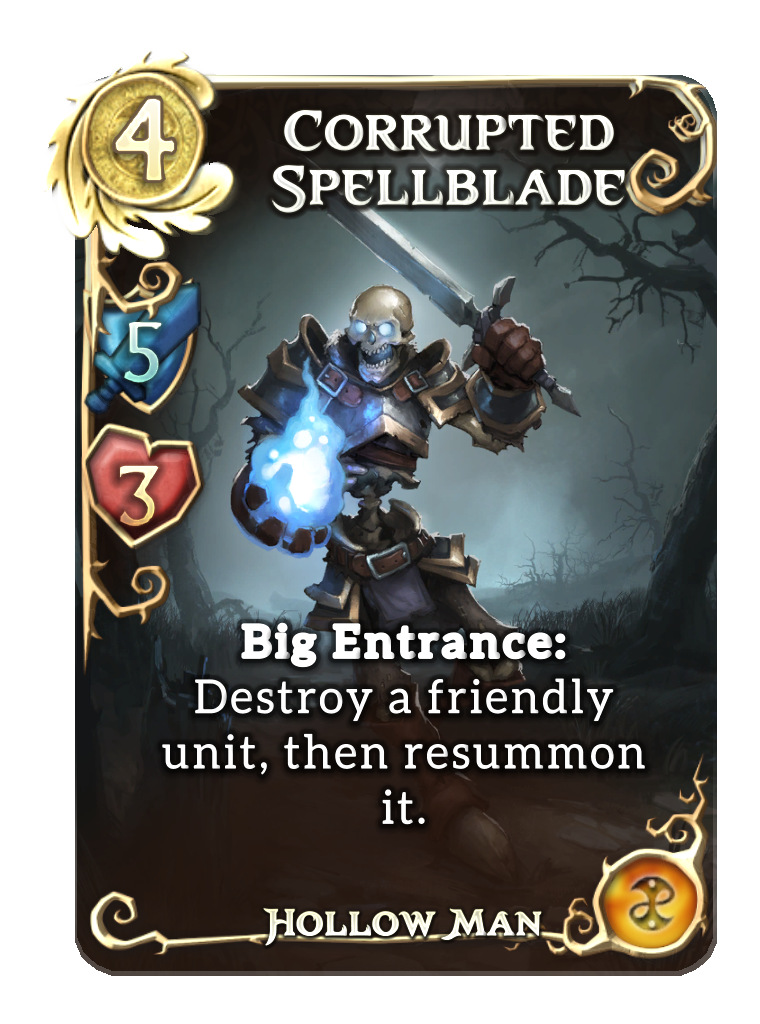 4
CORRUPTED
SPELLBLADE
5
3
Big Entrance:
Destroy a friendly
unit, then resummon
it.
HOLLOW MAN